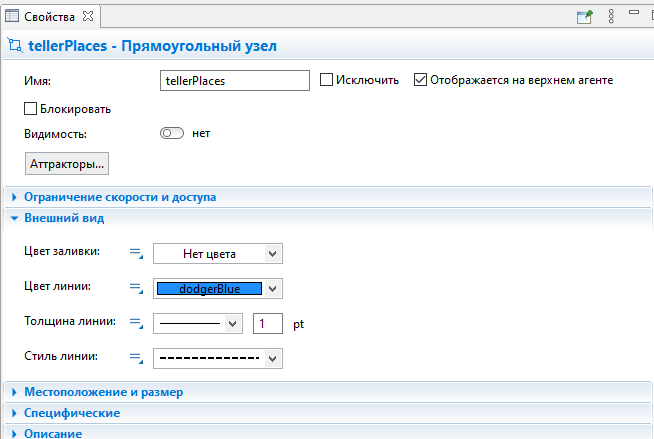 Свойства
tellerPlaces - Прямоугольный узел
Имя: tellerPlaces Исключить Отображается на верхнем агенте
Блокировать
Видимость: нет
Аттракторы...
Ограничение скорости и доступа
Внешний вид
Цвет заливки: Нет цвета
Цвет линии: dodgerBlue
Толщина линии: 1 pt
Стиль линии:
Местоположение и размер
Специфические
Описание